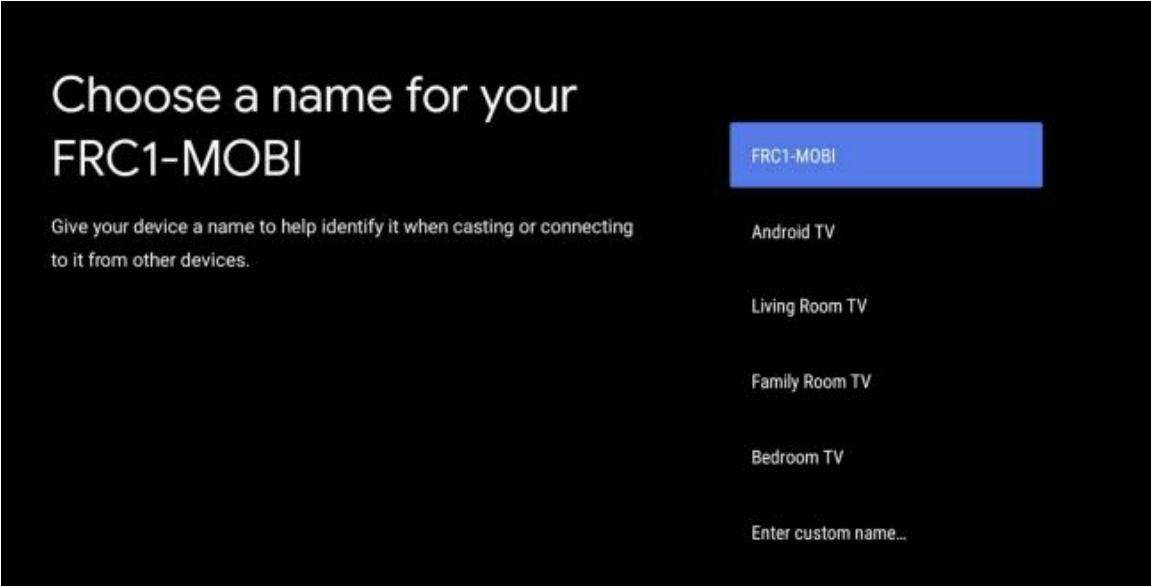 Choose a name for your
FRC1-MOBI
Give your device a name to help identify it when casting or connecting
to it from other devices.
FRC1-MOBI
Android TV
Living Room TV
Family Room TV
Bedroom TV
Enter custom name...